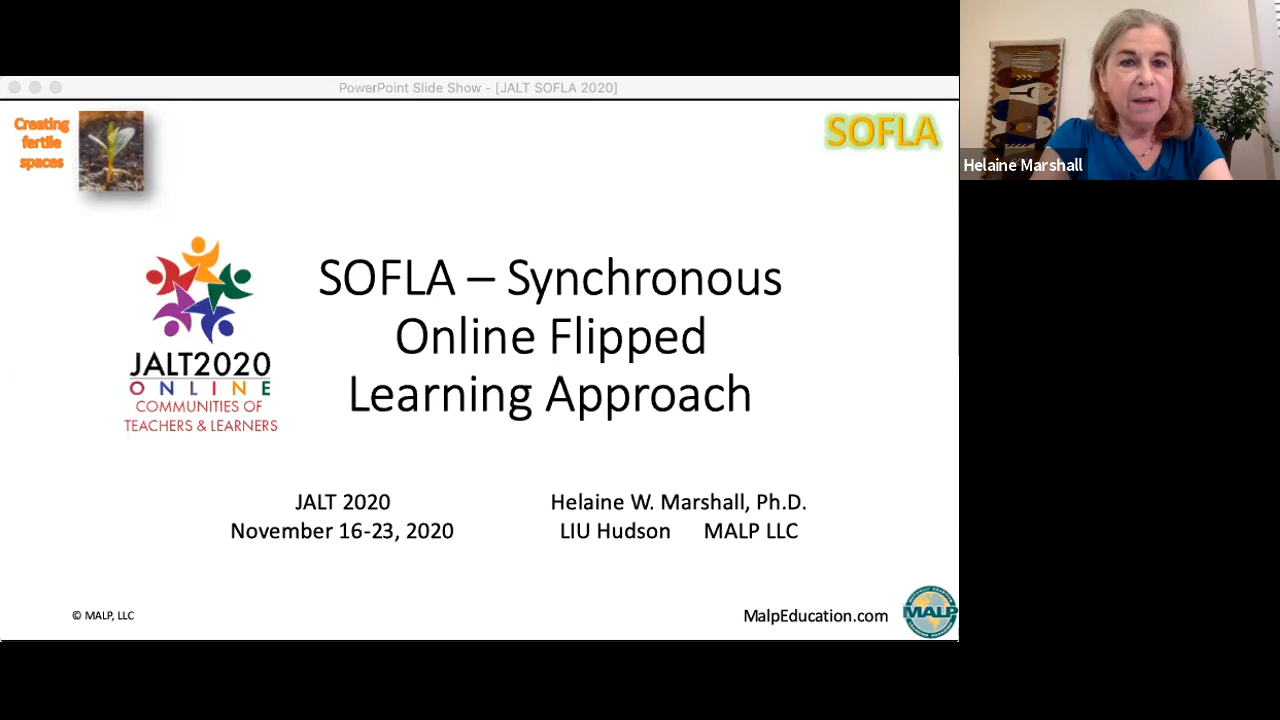 PowerPoint Slide Show - [JALT SOFLA 2020]
Creating
fertile
spaces
SOFLA
SOFLA – Synchronous
Online Flipped
Learning Approach
JALT2020
ONLINE
COMMUNITIES OF
TEACHERS & LEARNERS
JALT 2020
November 16-23, 2020
Helaine W. Marshall, Ph.D.
LIU Hudson MALP LLC
© MALP, LLC
MalpEducation.com
MALP
Helaine Marshall